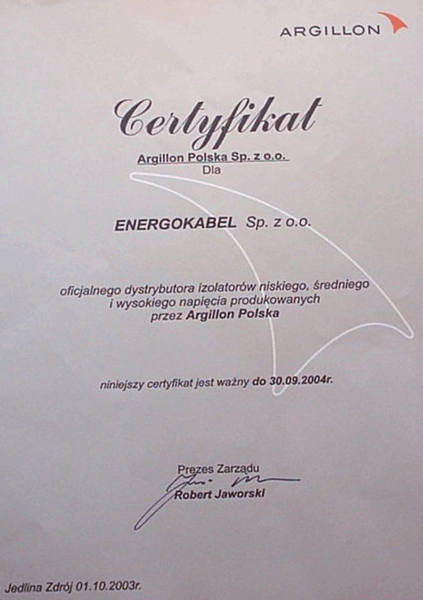 ARGILLON
Certyfikat
Argillon Polska Sp. z o.o.
Dla
ENERGOKABEL Sp. z o.o.
oficjalnego dystrybutora izolatorów niskiego, średniego
i wysokiego napięcia produkowanych
przez Argillon Polska
niniejszy certyfikat jest ważny do 30.09.2004r.
Prezes Zarządu
Robert Jaworski
Jedlina Zdrój 01.10.2003r.